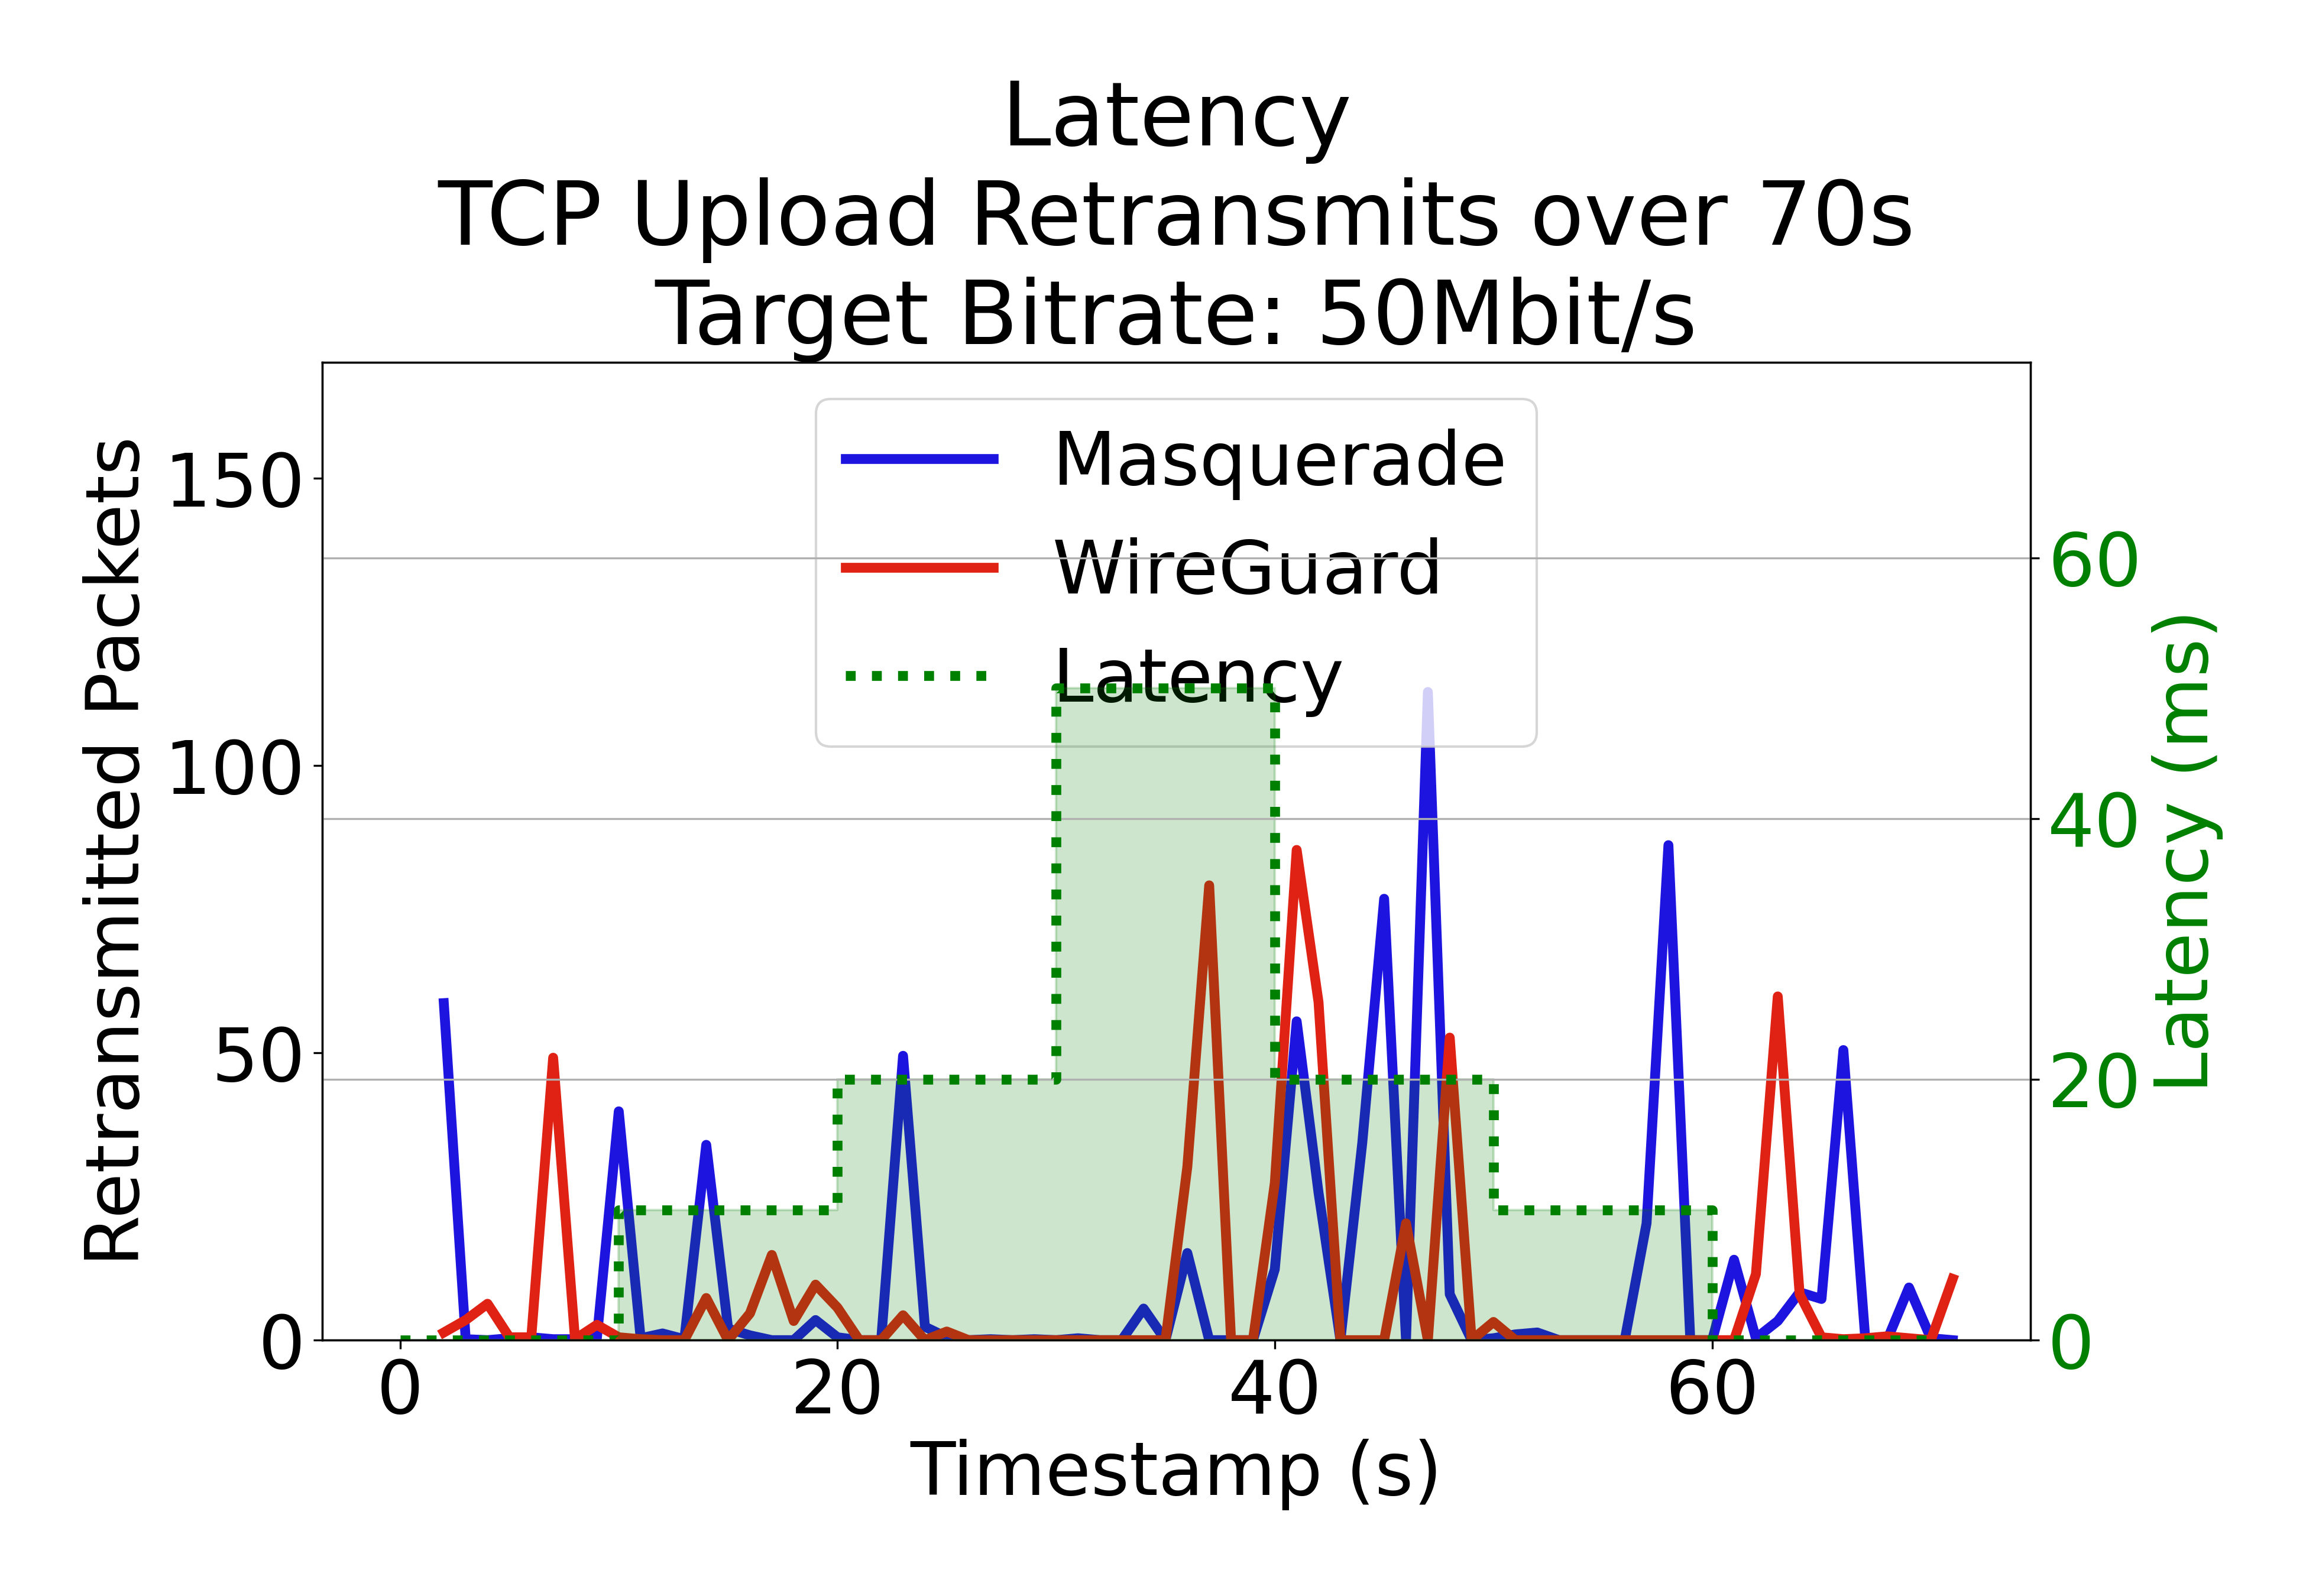 Latency
TCP Upload Retransmits over 70s
Target Bitrate: 50Mbit/s
Masquerade
WireGuard
Latency
Retransmitted Packets
150
100
50
0
60
40
20
0
Latency (ms)
0 20 40 60
Timestamp (s)